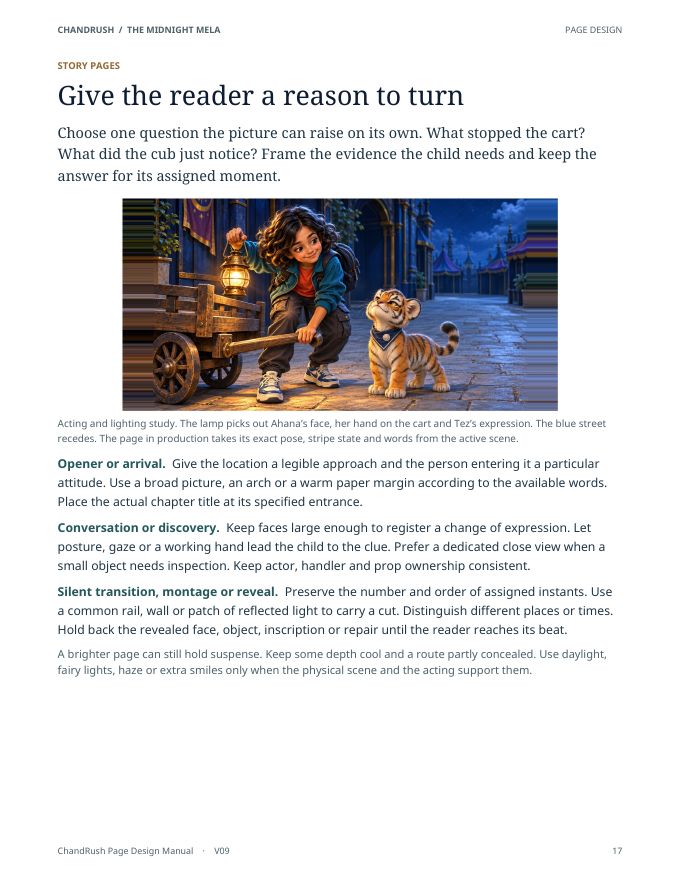 CHANDRUSH / THE MIDNIGHT MELA
PAGE DESIGN
STORY PAGES
Give the reader a reason to turn
Choose one question the picture can raise on its own. What stopped the cart?
What did the cub just notice? Frame the evidence the child needs and keep the
answer for its assigned moment.
Acting and lighting study. The lamp picks out Ahana’s face, her hand on the cart and Tez’s expression. The blue street
recedes. The page in production takes its exact pose, stripe state and words from the active scene.
Opener or arrival. Give the location a legible approach and the person entering it a particular
attitude. Use a broad picture, an arch or a warm paper margin according to the available words.
Place the actual chapter title at its specified entrance.
Conversation or discovery. Keep faces large enough to register a change of expression. Let
posture, gaze or a working hand lead the child to the clue. Prefer a dedicated close view when a
small object needs inspection. Keep actor, handler and prop ownership consistent.
Silent transition, montage or reveal. Preserve the number and order of assigned instants. Use
a common rail, wall or patch of reflected light to carry a cut. Distinguish different places or times.
Hold back the revealed face, object, inscription or repair until the reader reaches its beat.
A brighter page can still hold suspense. Keep some depth cool and a route partly concealed. Use daylight,
fairy lights, haze or extra smiles only when the physical scene and the acting support them.
ChandRush Page Design Manual · V09
17